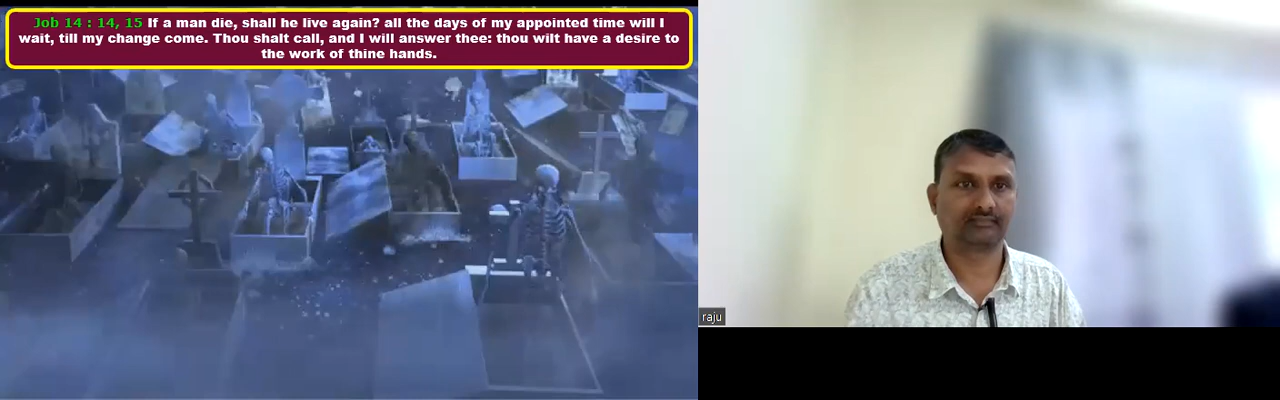 Job 14 : 14, 15 If a man die, shall he live again? all the days of my appointed time will I
wait, till my change come. Thou shalt call, and I will answer thee: thou wilt have a desire to
the work of thine hands.
raju